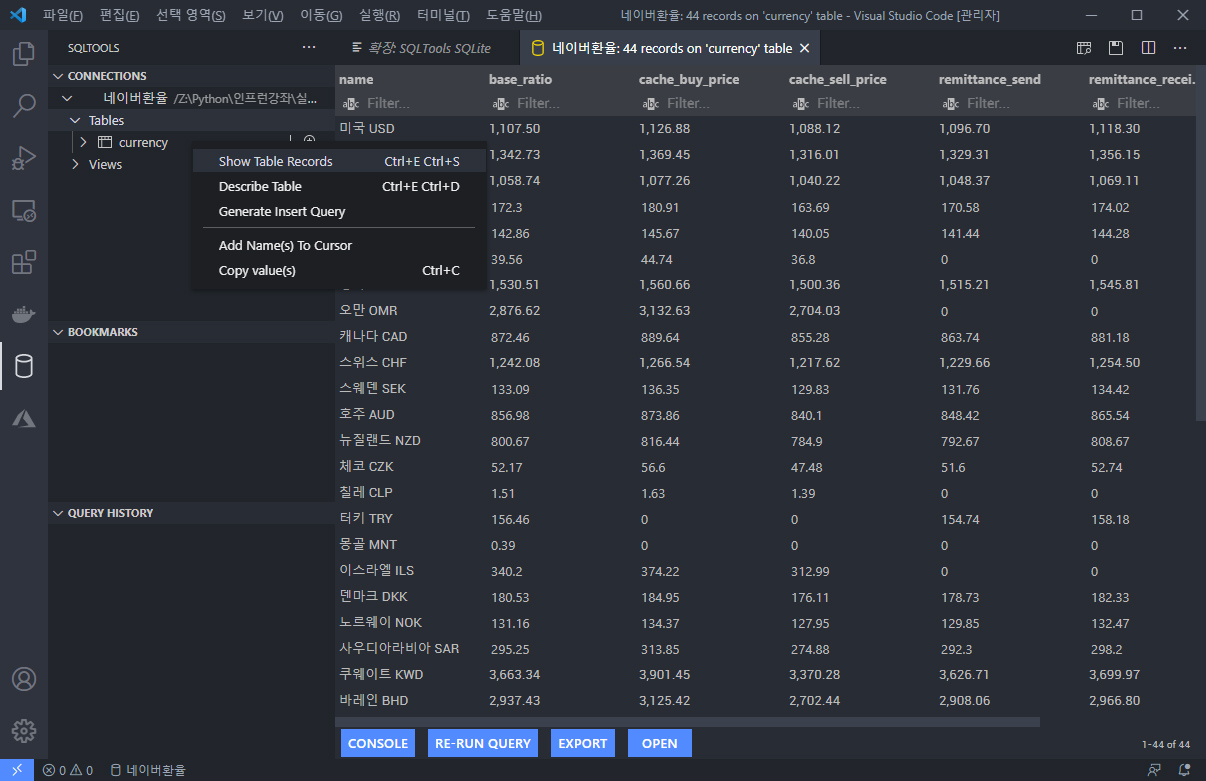 파일(F) 편집(E) 선택 영역(S) 보기(V) 이동(G) 실행(R) 터미널(T) 도움말(H) 네이버환율: 44 records on 'currency' table - Visual Studio Code [관리자]
SQLTOOLS
확장: SQLTools SQLite
네이버환율: 44 records on 'currency' table
CONNECTIONS
네이버환율 /Z:\Python\인프런강좌\실...
Tables
currency
Views
Show Table Records Ctrl+E Ctrl+S
Describe Table Ctrl+E Ctrl+D
Generate Insert Query
Add Name(s) To Cursor
Copy value(s) Ctrl+C
BOOKMARKS
QUERY HISTORY
name base_ratio cache_buy_price cache_sell_price remittance_send remittance_recei.
abc Filter... abc Filter... abc Filter... abc Filter... abc Filter... abc Filter...
미국 USD 1,107.50 1,126.88 1,088.12 1,096.70 1,118.30
1,342.73 1,369.45 1,316.01 1,329.31 1,356.15
1,058.74 1,077.26 1,040.22 1,048.37 1,069.11
172.3 180.91 163.69 170.58 174.02
142.86 145.67 140.05 141.44 144.28
39.56 44.74 36.8 0 0
1,530.51 1,560.66 1,500.36 1,515.21 1,545.81
오만 OMR 2,876.62 3,132.63 2,704.03 0 0
캐나다 CAD 872.46 889.64 855.28 863.74 881.18
스위스 CHF 1,242.08 1,266.54 1,217.62 1,229.66 1,254.50
스웨덴 SEK 133.09 136.35 129.83 131.76 134.42
호주 AUD 856.98 873.86 840.1 848.42 865.54
뉴질랜드 NZD 800.67 816.44 784.9 792.67 808.67
체코 CZK 52.17 56.6 47.48 51.6 52.74
칠레 CLP 1.51 1.63 1.39 0 0
터키 TRY 156.46 0 0 154.74 158.18
몽골 MNT 0.39 0 0 0 0
이스라엘 ILS 340.2 374.22 312.99 0 0
덴마크 DKK 180.53 184.95 176.11 178.73 182.33
노르웨이 NOK 131.16 134.37 127.95 129.85 132.47
사우디아라비아 SAR 295.25 313.85 274.88 292.3 298.2
쿠웨이트 KWD 3,663.34 3,901.45 3,370.28 3,626.71 3,699.97
바레인 BHD 2,937.43 3,125.42 2,702.44 2,908.06 2,966.80
CONSOLE RE-RUN QUERY EXPORT OPEN 1-44 of 44
0 0 네이버환율